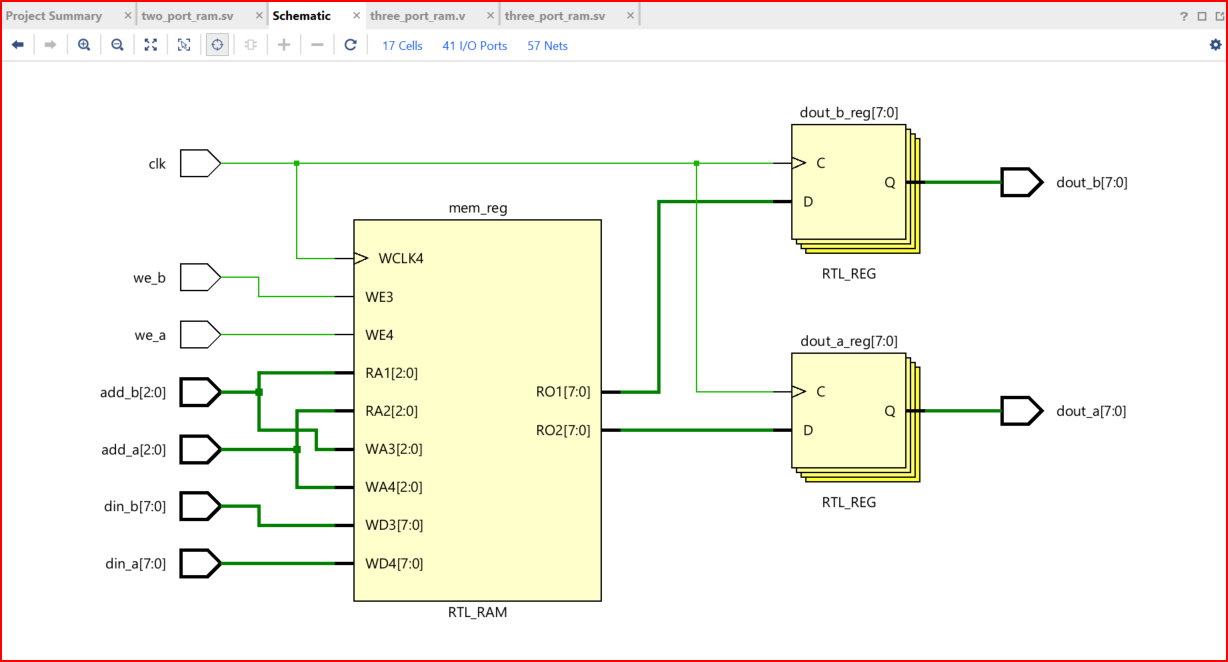 Project Summary × two_port_ram.sv × Schematic × three_port_ram.v × three_port_ram.sv × ?
17 Cells 41 I/O Ports 57 Nets
dout_b_reg[7:0]
clk
C
Q
D
dout_b[7:0]
RTL_REG
mem_reg
WCLK4
we_b
WE3
we_a
WE4
add_b[2:0]
RA1[2:0]
RA2[2:0]
add_a[2:0]
WA3[2:0]
WA4[2:0]
din_b[7:0]
WD3[7:0]
din_a[7:0]
WD4[7:0]
RO1[7:0]
RO2[7:0]
RTL_RAM
dout_a_reg[7:0]
C
Q
D
dout_a[7:0]
RTL_REG